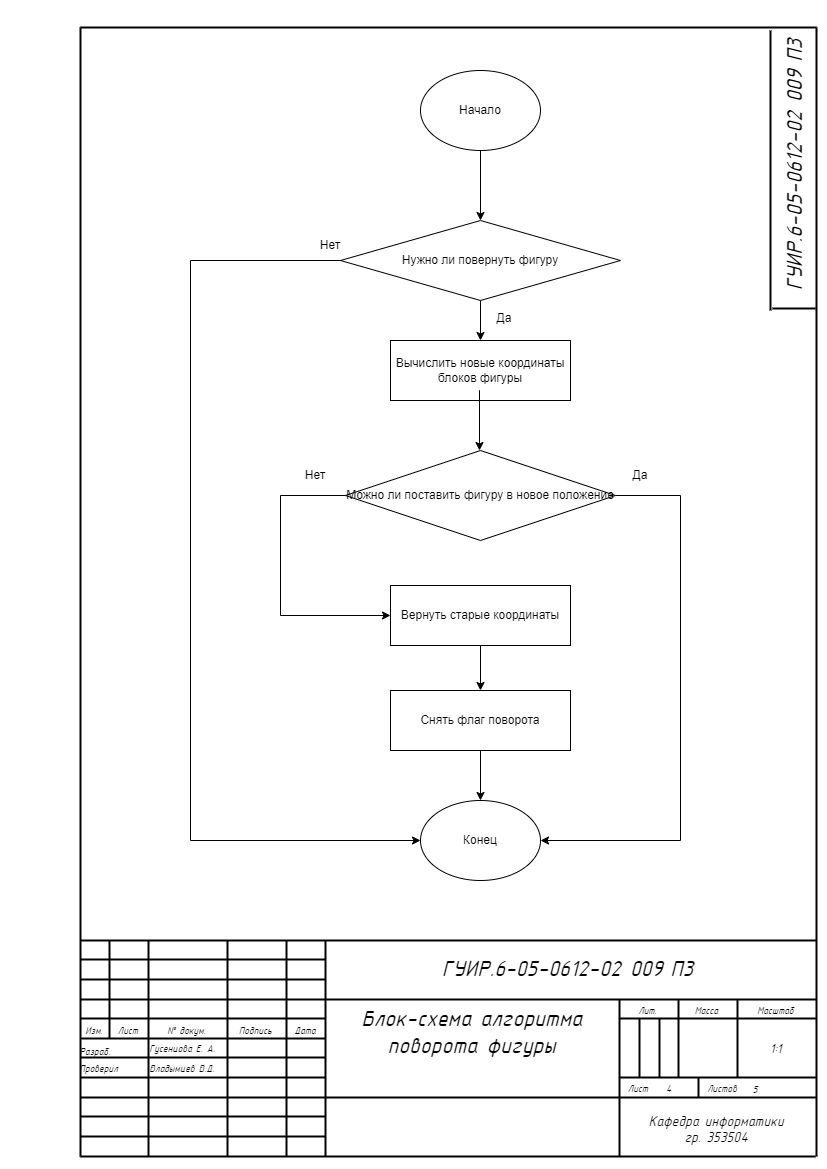 ГУИР.6-05-0612-02 009 ПЗ
Начало
Нет
Нужно ли повернуть фигуру
Да
Вычислить новые координаты
блоков фигуры
Нет
Да
Можно ли поставить фигуру в новое положение
Вернуть старые координаты
Снять флаг поворота
Конец
ГУИР.6-05-0612-02 009 ПЗ
Блок-схема алгоритма
поворота фигуры
Лит.
Масса
Масштаб
Изм.
Лист
№ докум.
Подпись
Дата
1:1
Разраб.
Гусенцова Е. А.
Проверил
Владымцев В.Д.
Лист 4
Листов 5
Кафедра информатики
гр. 353504